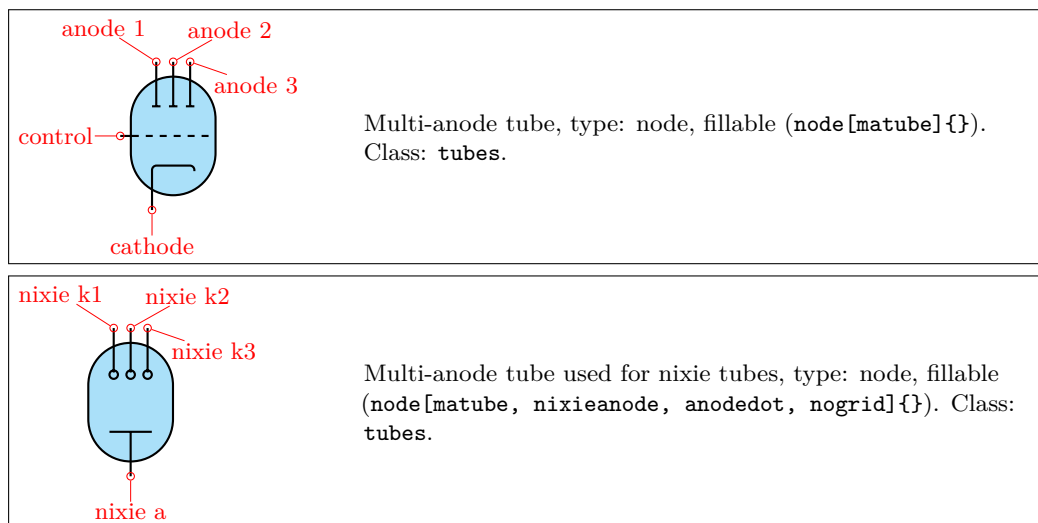 anode 1
anode 2
anode 3
control
cathode
Multi-anode tube, type: node, fillable (node[matube]{}).
Class: tubes.
nixie k1
nixie k2
nixie k3
nixie a
Multi-anode tube used for nixie tubes, type: node, fillable
(node[matube, nixieanode, anodedot, nogrid]{}). Class:
tubes.